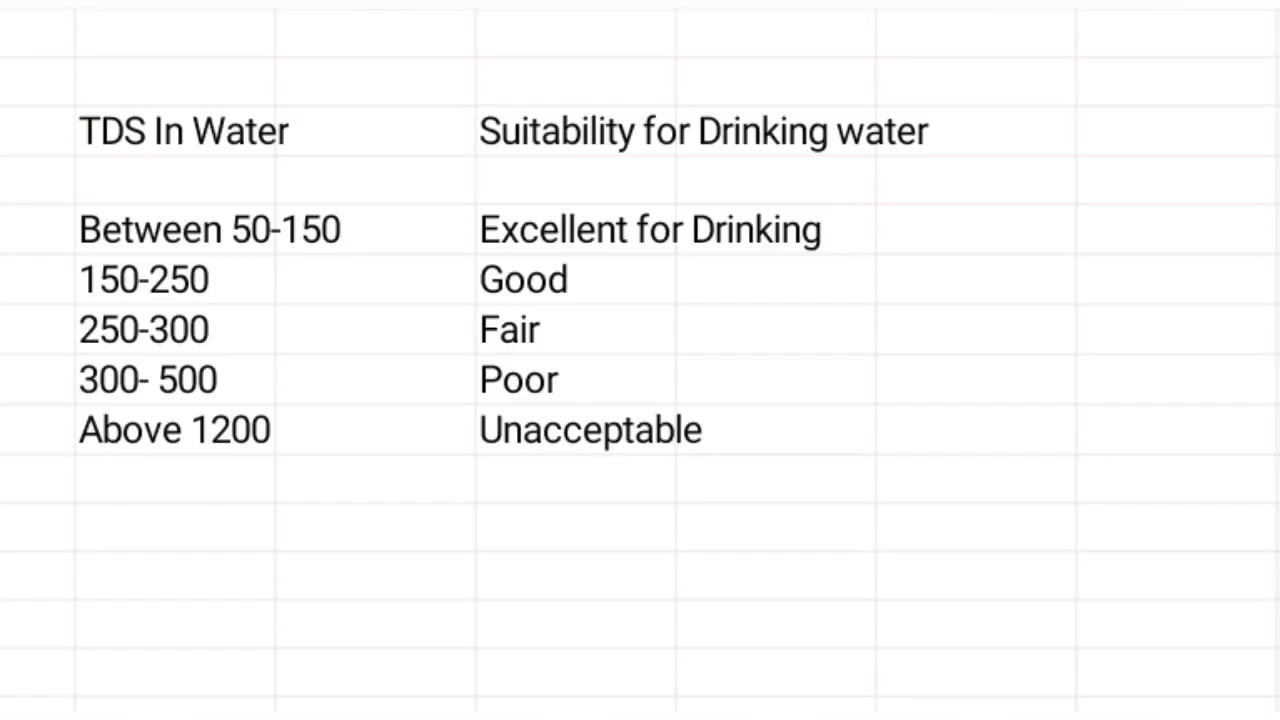 TDS In Water Suitability for Drinking water
Between 50-150 Excellent for Drinking
150-250 Good
250-300 Fair
300- 500 Poor
Above 1200 Unacceptable